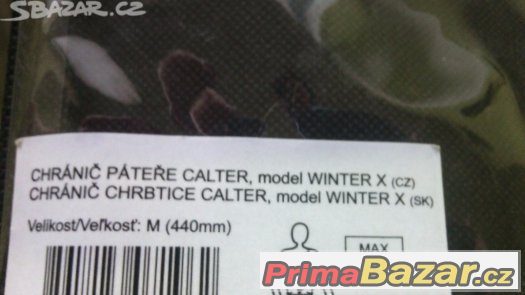 SBAZAR.CZ
CHRÁNIČ PÁTEŘE CALTER, model WINTER X (CZ)
CHRÁNIČ CHRBTICE CALTER, model WINTER X (SK)
Velikost/Veľkosť: M (440mm)
MAX
PrimaBazar.cz